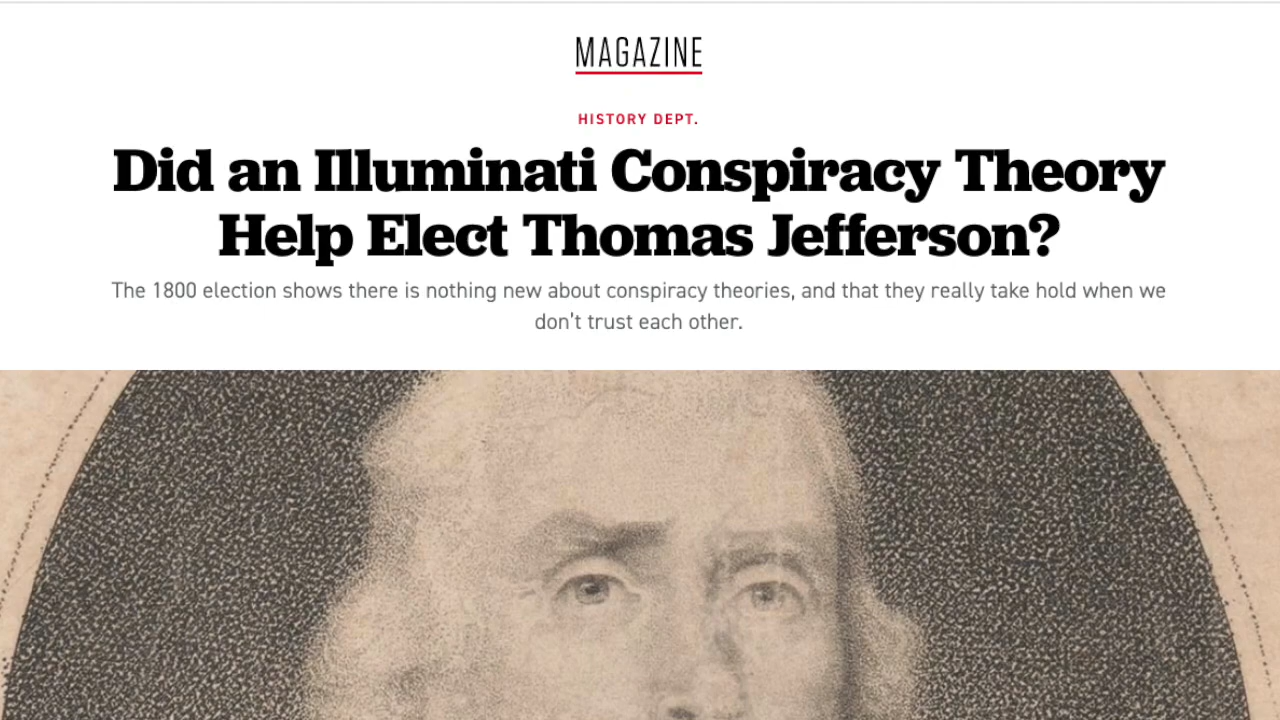 MAGAZINE
HISTORY DEPT.
Did an Illuminati Conspiracy Theory
Help Elect Thomas Jefferson?
The 1800 election shows there is nothing new about conspiracy theories, and that they really take hold when we
don’t trust each other.